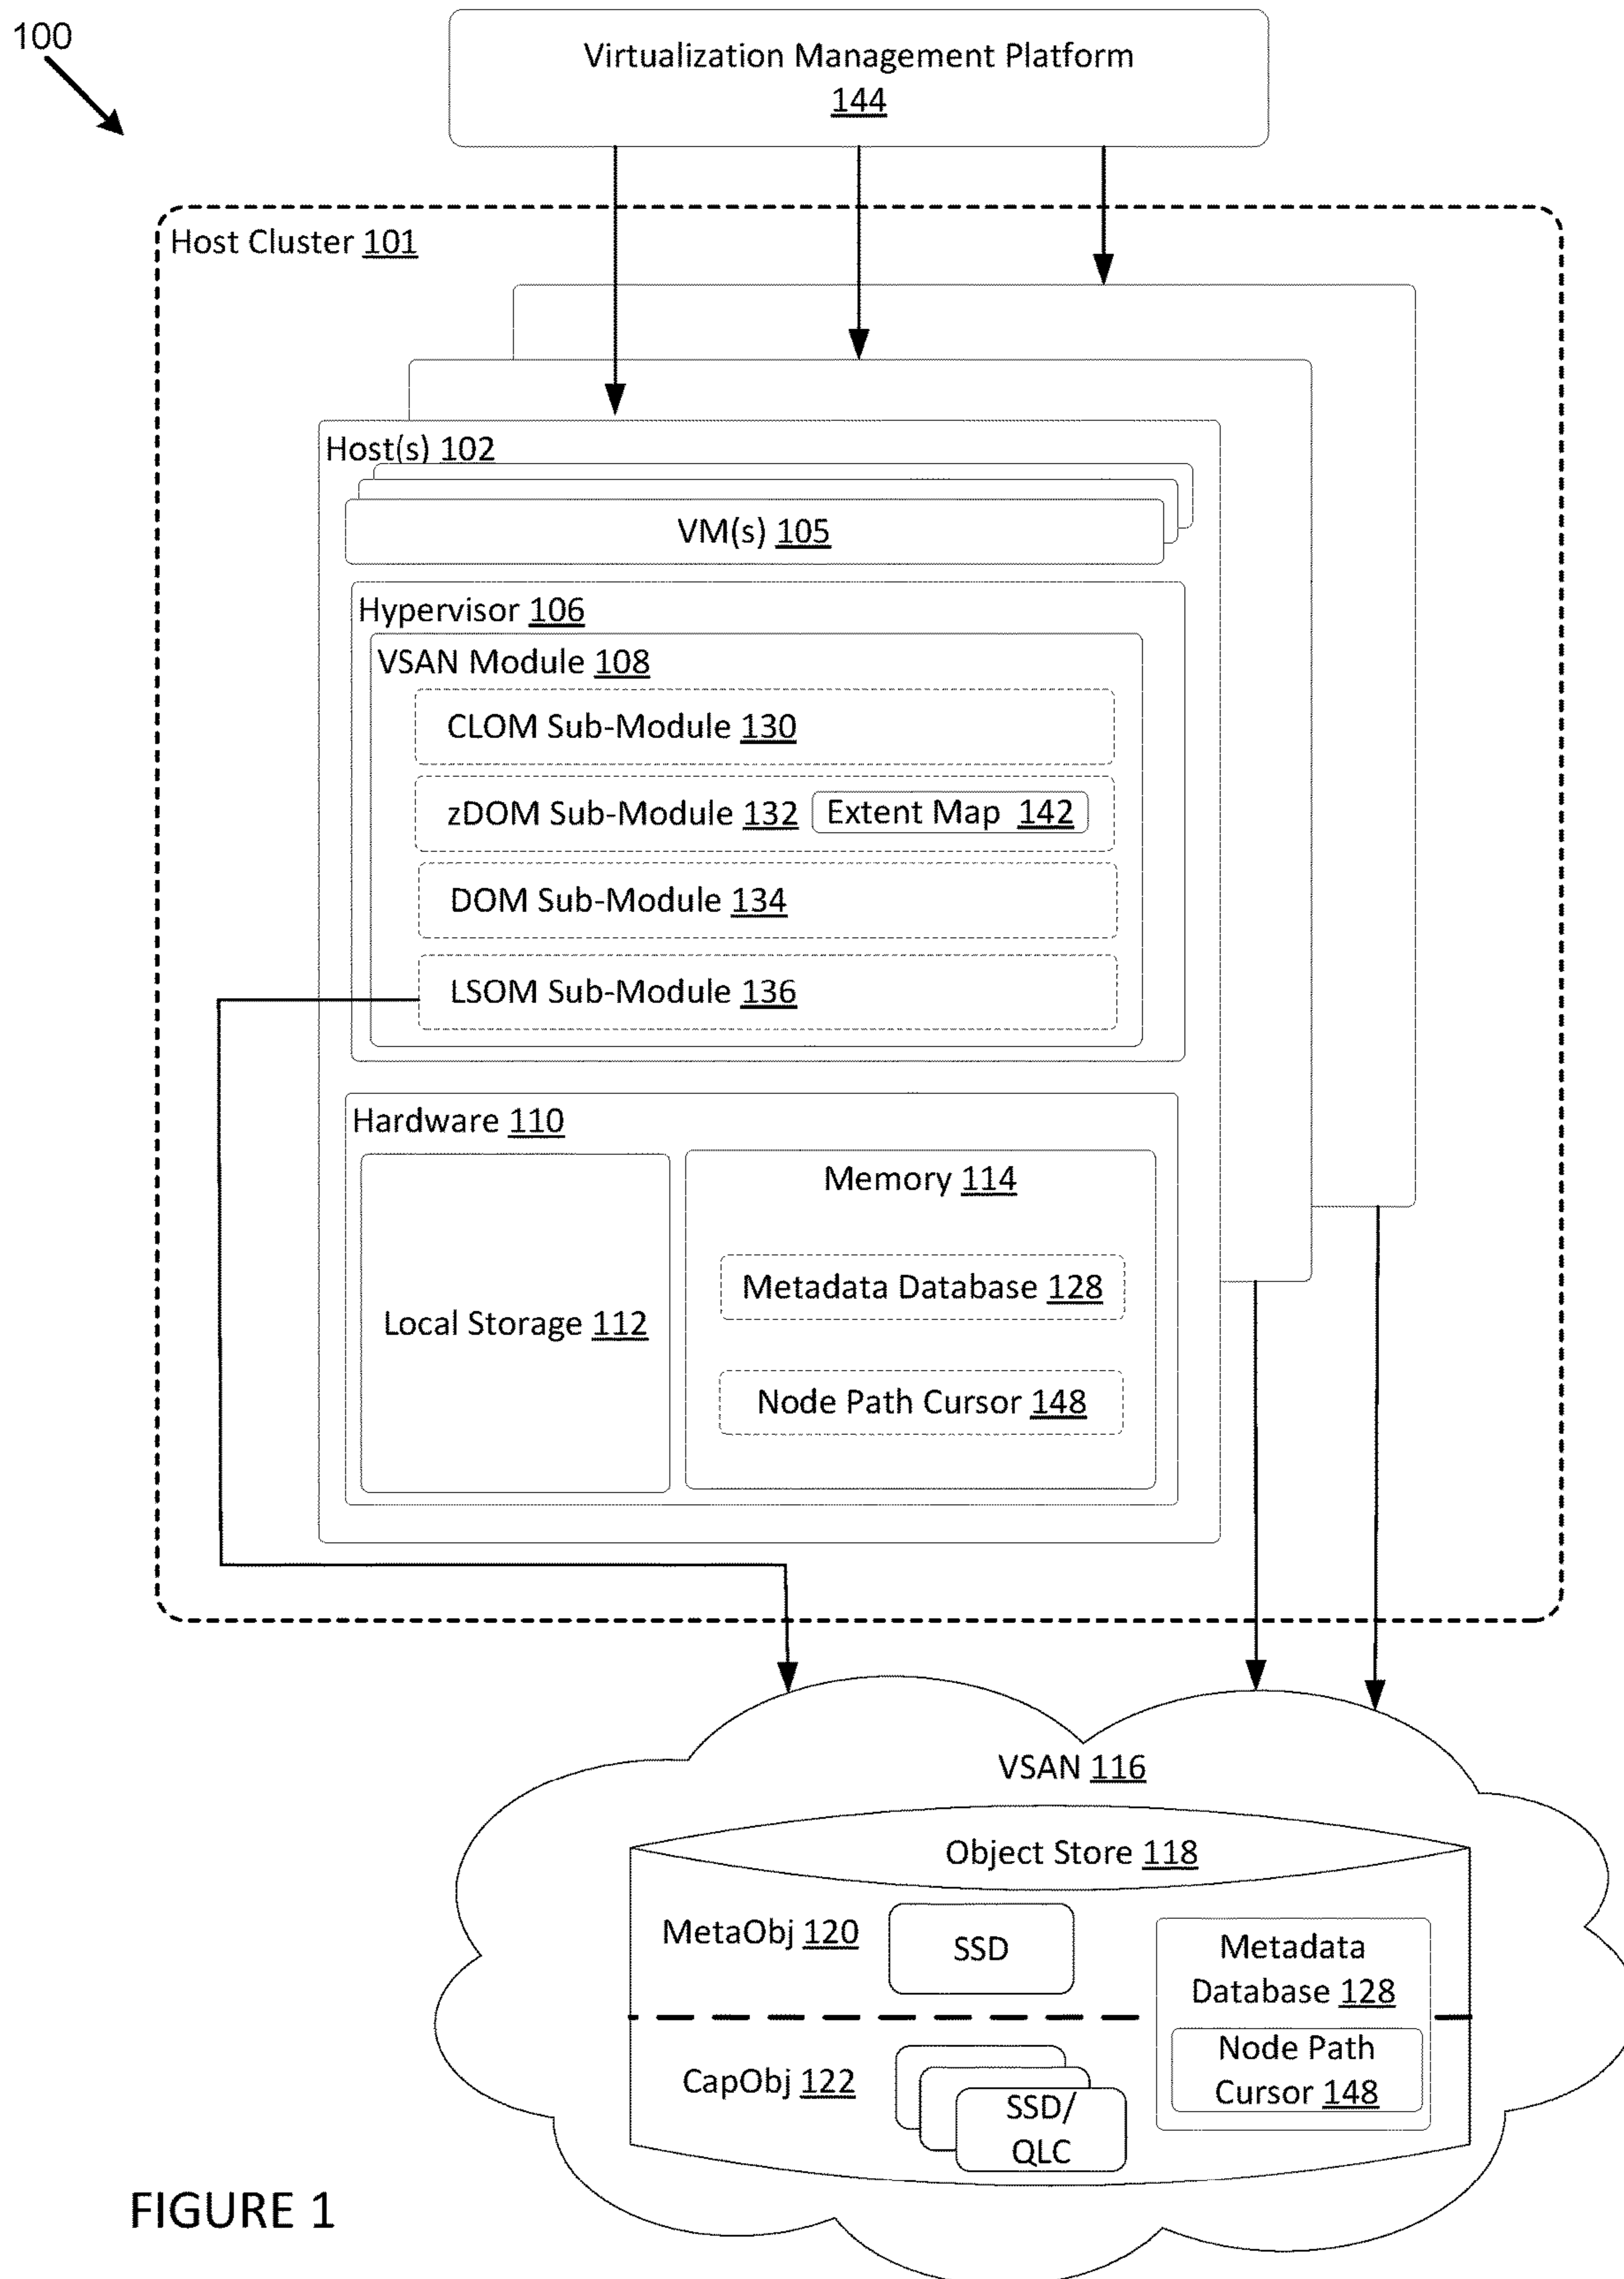 100
Virtualization Management Platform
144
Host Cluster 101
Host(s) 102
VM(s) 105
Hypervisor 106
VSAN Module 108
CLOM Sub-Module 130
zDOM Sub-Module 132 Extent Map 142
DOM Sub-Module 134
LSOM Sub-Module 136
Hardware 110
Memory 114
Metadata Database 128
Local Storage 112
Node Path Cursor 148
VSAN 116
Object Store 118
MetaObj 120
SSD
Metadata
Database 128
Node Path
Cursor 148
CapObj 122
SSD/
QLC
FIGURE 1